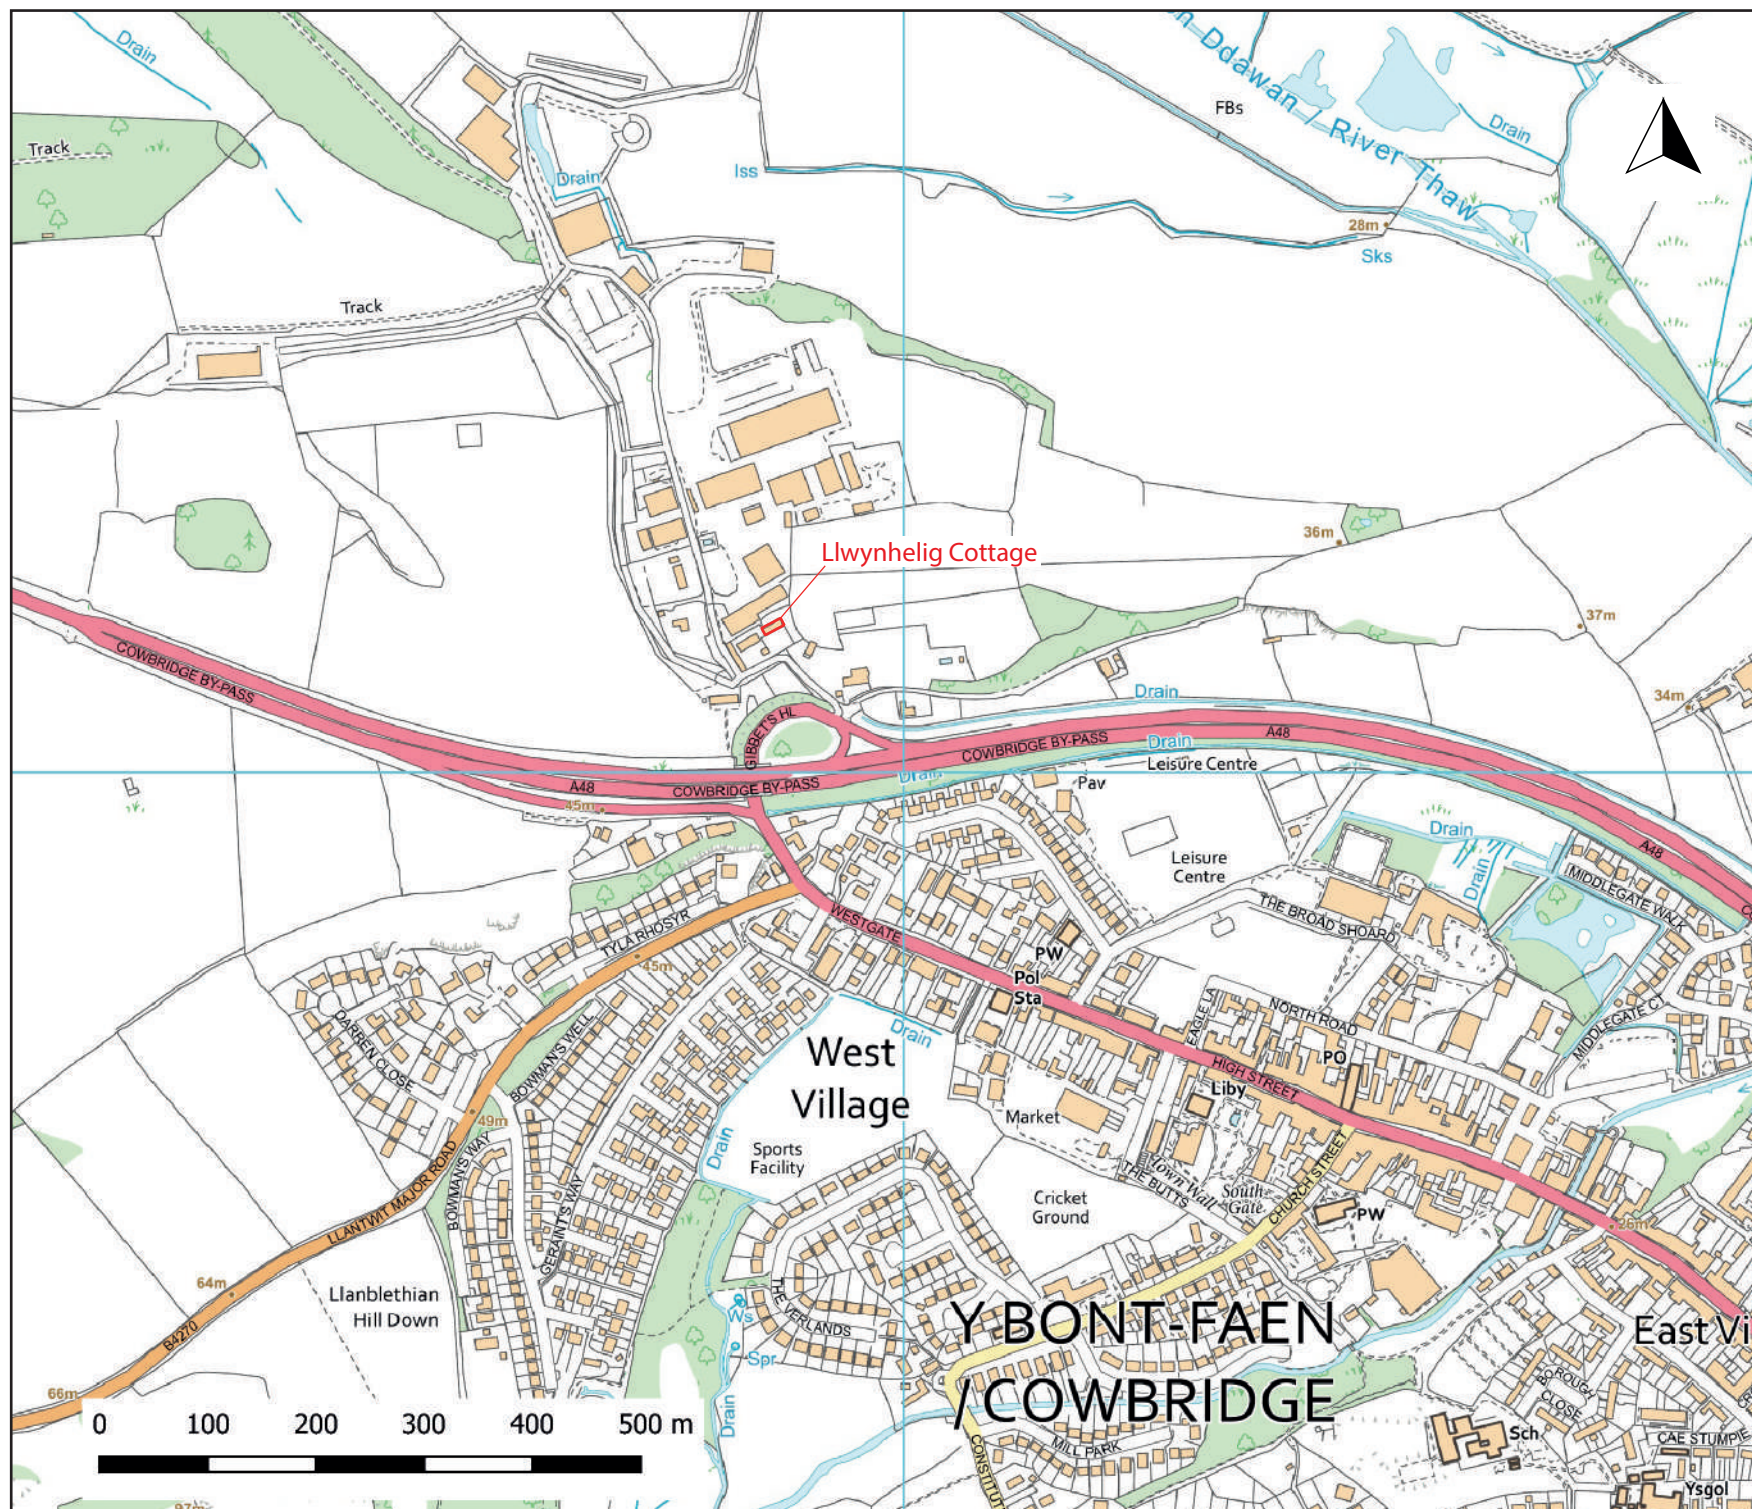 Drain
n Ddawan / River Thaw
FBs
Drain
Track
Iss
Drain
28m
Sks
Track
36m
Llwynhelig Cottage
37m
COWBRIDGE BY-PASS
34m
Drain
GIBBET'S HL
COWBRIDGE BY-PASS
A48
Drain
Leisure Centre
A48
COWBRIDGE BY-PASS
Drain
Pav
45m
Drain
A48
Leisure
Centre
Drain
MIDDLEGATE WALK
THE BROAD SHOARD
WESTGATE
TYLA RHOSYR
45m
PW
Pol
Sta
EAGLE LA
NORTH ROAD
MIDDLEGATE CT
DARREN CLOSE
BOWMAN'S WELL
Drain
West
Village
PO
HIGH STREET
Liby
Market
49m
Drain
Sports
Facility
BOWMAN'S WAY
LLANTWIT MAJOR ROAD
GERAINT'S WAY
Town Wall
THE BUTTS
South
Gate
CHURCH STREET
Cricket
Ground
PW
26m
64m
Llanblethian
Hill Down
THE VERLANDS
Ws
Spr
Y BONT-FAEN
/COWBRIDGE
East Vi
B4270
66m
Drain
BOROUGH
CLOSE
MILL PARK
CONSTITUT
Sch
CAE STUMPIE
Ysgol
0 100 200 300 400 500 m
97m